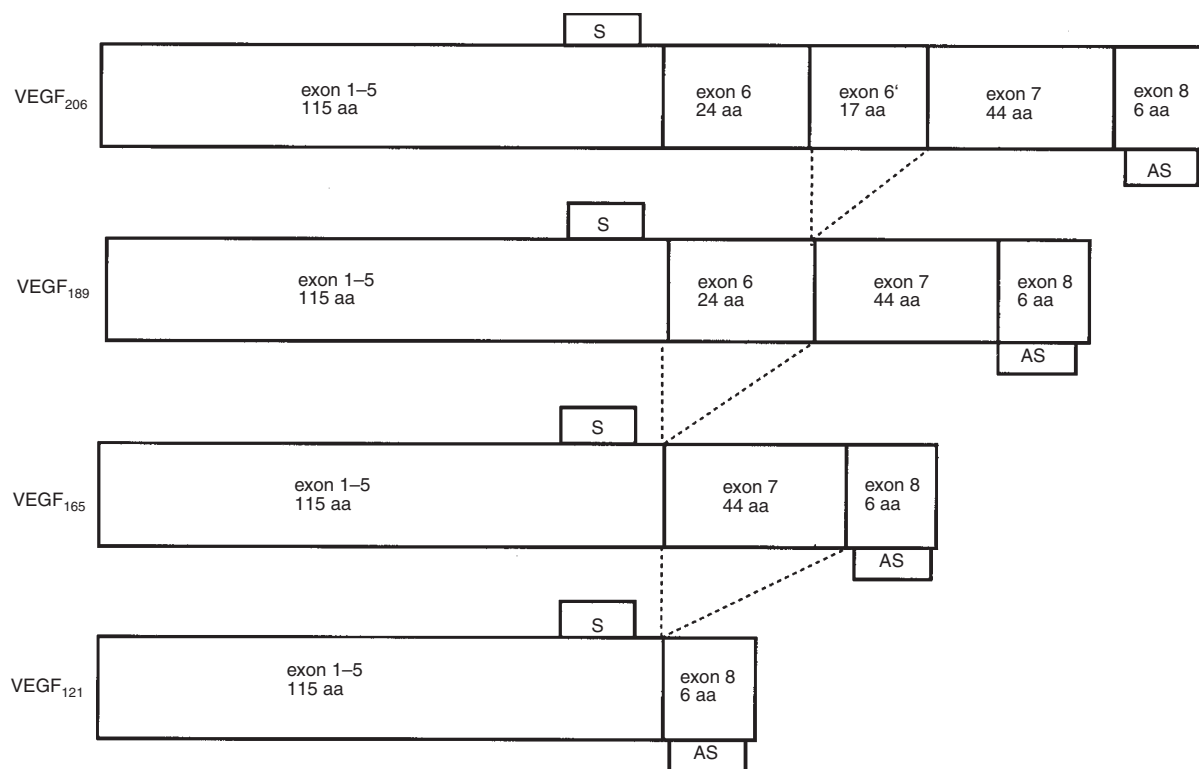 S
VEGF206
exon 1–5
115 aa
exon 6
24 aa
exon 6‘
17 aa
exon 7
44 aa
exon 8
6 aa
AS
S
VEGF189
exon 1–5
115 aa
exon 6
24 aa
exon 7
44 aa
exon 8
6 aa
AS
S
VEGF165
exon 1–5
115 aa
exon 7
44 aa
exon 8
6 aa
AS
S
VEGF121
exon 1–5
115 aa
exon 8
6 aa
AS